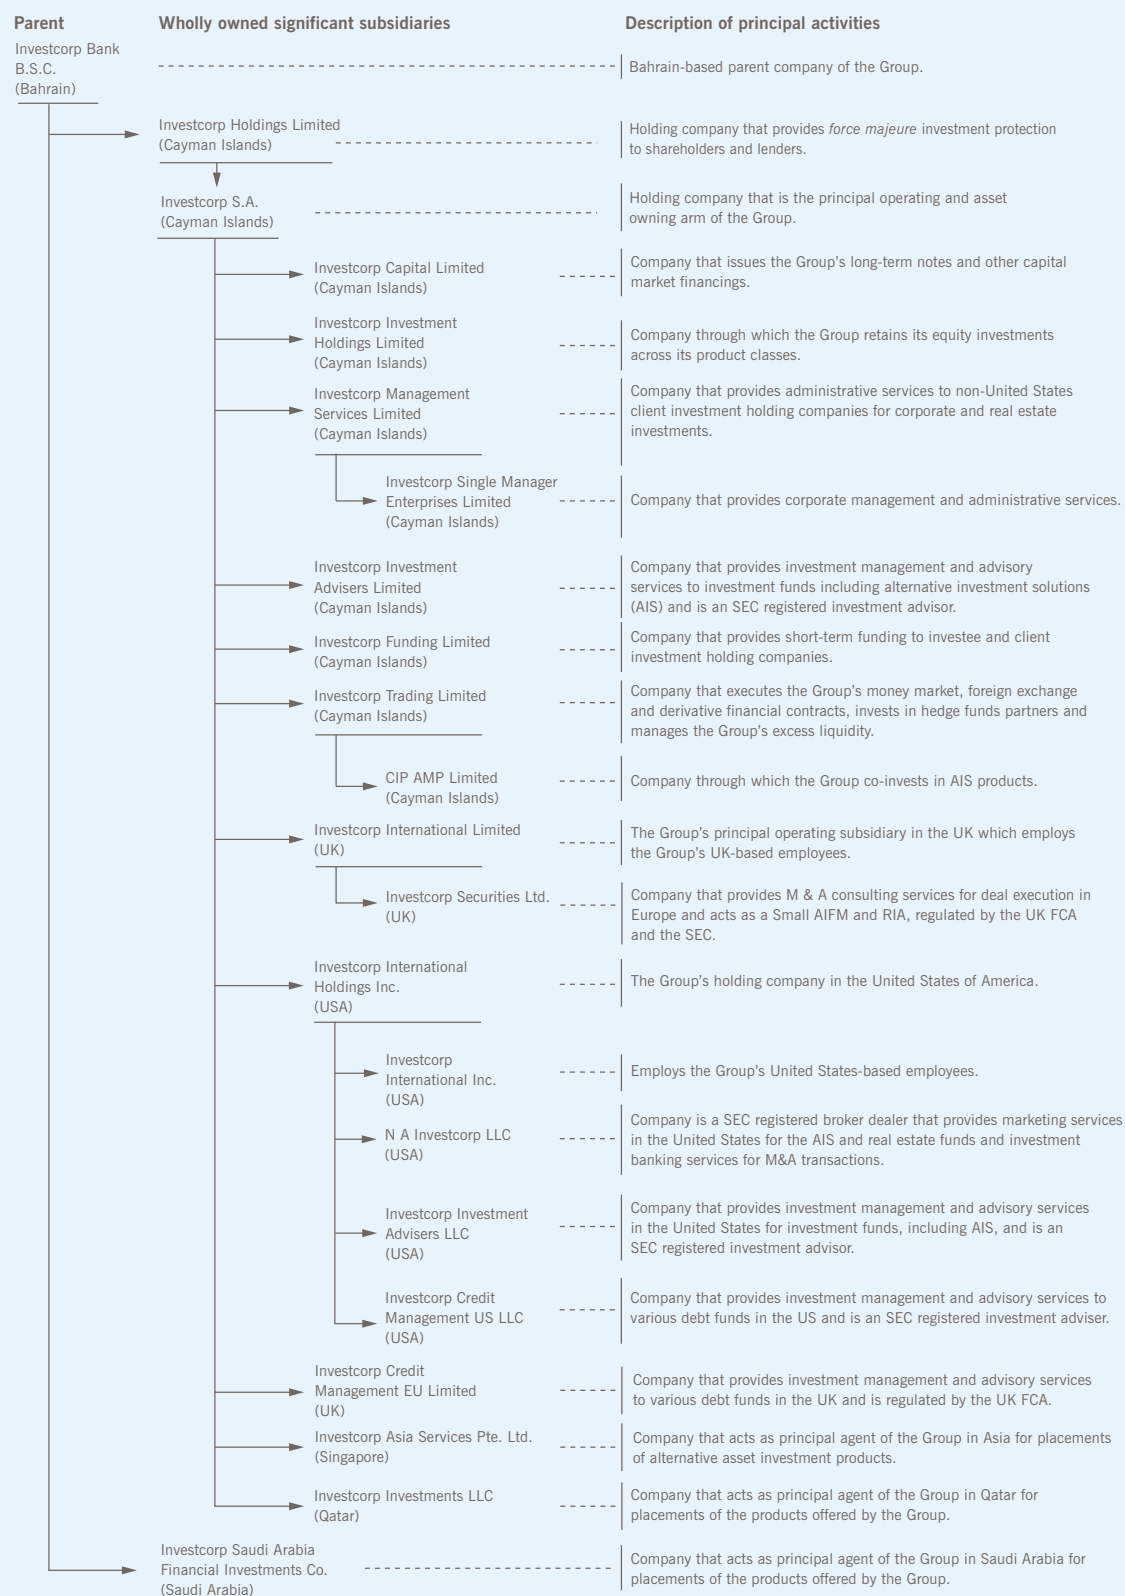 Parent
Wholly owned significant subsidiaries
Description of principal activities
Investcorp Bank
B.S.C.
(Bahrain)
Bahrain-based parent company of the Group.
Investcorp Holdings Limited
(Cayman Islands)
Holding company that provides force majeure investment protection
to shareholders and lenders.
Investcorp S.A.
(Cayman Islands)
Holding company that is the principal operating and asset
owning arm of the Group.
Investcorp Capital Limited
(Cayman Islands)
Company that issues the Group's long-term notes and other capital
market financings.
Investcorp Investment
Holdings Limited
(Cayman Islands)
Company through which the Group retains its equity investments
across its product classes.
Investcorp Management
Services Limited
(Cayman Islands)
Company that provides administrative services to non-United States
client investment holding companies for corporate and real estate
investments.
Investcorp Single Manager
Enterprises Limited
(Cayman Islands)
Company that provides corporate management and administrative services.
Investcorp Investment
Advisers Limited
(Cayman Islands)
Company that provides investment management and advisory
services to investment funds including alternative investment solutions
(AIS) and is an SEC registered investment advisor.
Investcorp Funding Limited
(Cayman Islands)
Company that provides short-term funding to investee and client
investment holding companies.
Investcorp Trading Limited
(Cayman Islands)
Company that executes the Group's money market, foreign exchange
and derivative financial contracts, invests in hedge funds partners and
manages the Group's excess liquidity.
CIP AMP Limited
(Cayman Islands)
Company through which the Group co-invests in AIS products.
Investcorp International Limited
(UK)
The Group's principal operating subsidiary in the UK which employs
the Group's UK-based employees.
Investcorp Securities Ltd.
(UK)
Company that provides M & A consulting services for deal execution in
Europe and acts as a Small AIFM and RIA, regulated by the UK FCA
and the SEC.
Investcorp International
Holdings Inc.
(USA)
The Group's holding company in the United States of America.
Investcorp
International Inc.
(USA)
Employs the Group's United States-based employees.
N A Investcorp LLC
(USA)
Company is a SEC registered broker dealer that provides marketing services
in the United States for the AIS and real estate funds and investment
banking services for M&A transactions.
Investcorp Investment
Advisers LLC
(USA)
Company that provides investment management and advisory services
in the United States for investment funds, including AIS, and is an
SEC registered investment advisor.
Investcorp Credit
Management US LLC
(USA)
Company that provides investment management and advisory services to
various debt funds in the US and is an SEC registered investment adviser.
Investcorp Credit
Management EU Limited
(UK)
Company that provides investment management and advisory services
to various debt funds in the UK and is regulated by the UK FCA.
Investcorp Asia Services Pte. Ltd.
(Singapore)
Company that acts as principal agent of the Group in Asia for placements
of alternative asset investment products.
Investcorp Investments LLC
(Qatar)
Company that acts as principal agent of the Group in Qatar for
placements of the products offered by the Group.
Investcorp Saudi Arabia
Financial Investments Co.
(Saudi Arabia)
Company that acts as principal agent of the Group in Saudi Arabia for
placements of the products offered by the Group.